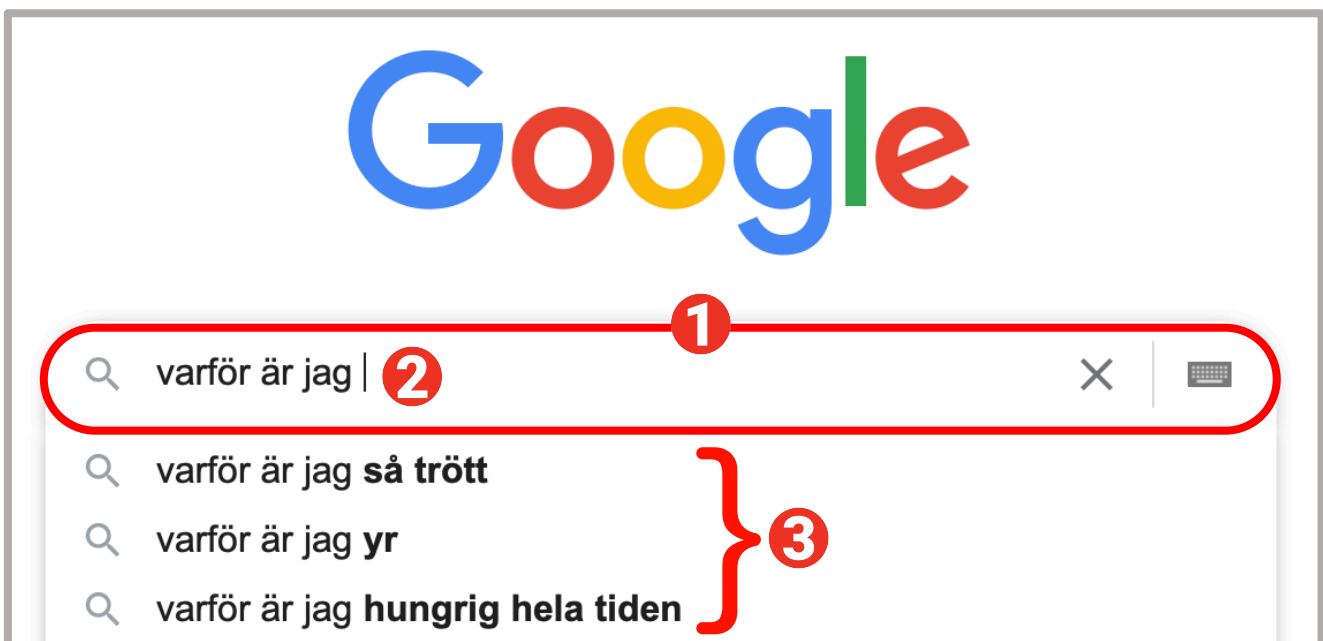 Google
1
varför är jag 2
varför är jag så trött
varför är jag yr
3
varför är jag hungrig hela tiden